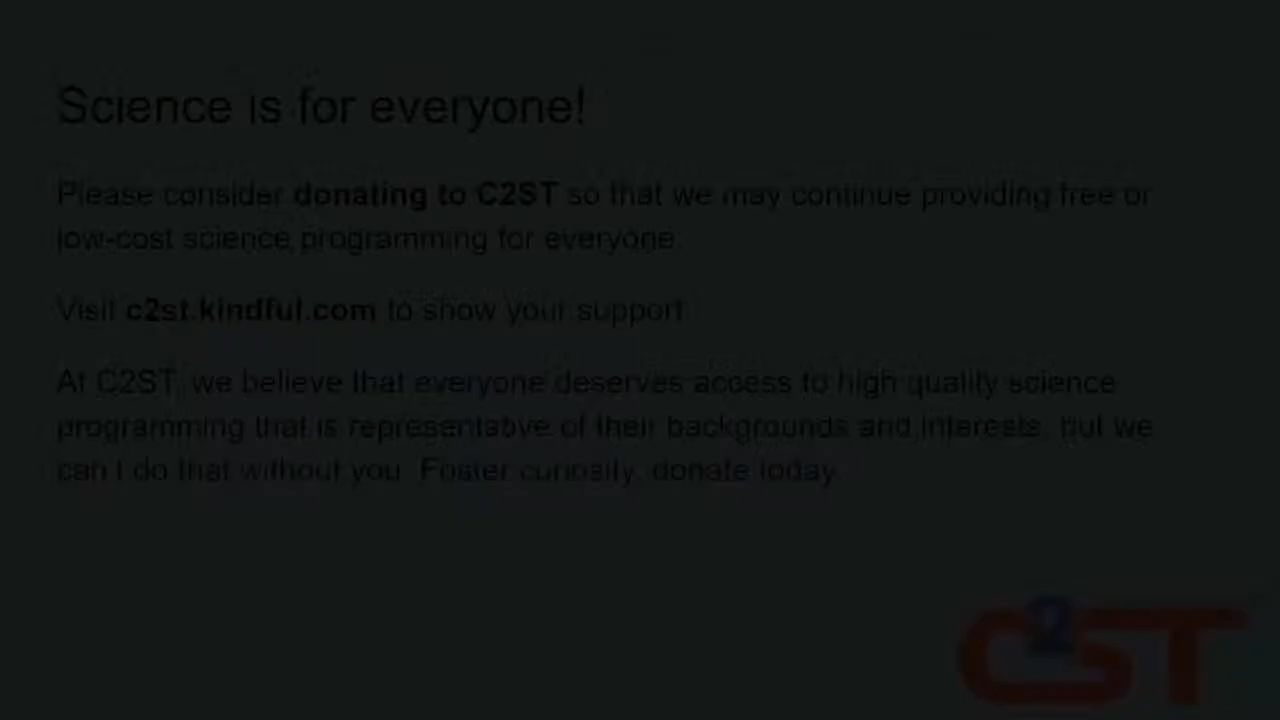 Science is for everyone!
Please consider donating to C2ST so that we may continue providing free or
low-cost science programming for everyone.
Visit c2st.kindful.com to show your support.
At C2ST, we believe that everyone deserves access to high quality science
programming that is representative of their backgrounds and interests, but we
can't do that without you. Foster curiosity, donate today.
C2ST